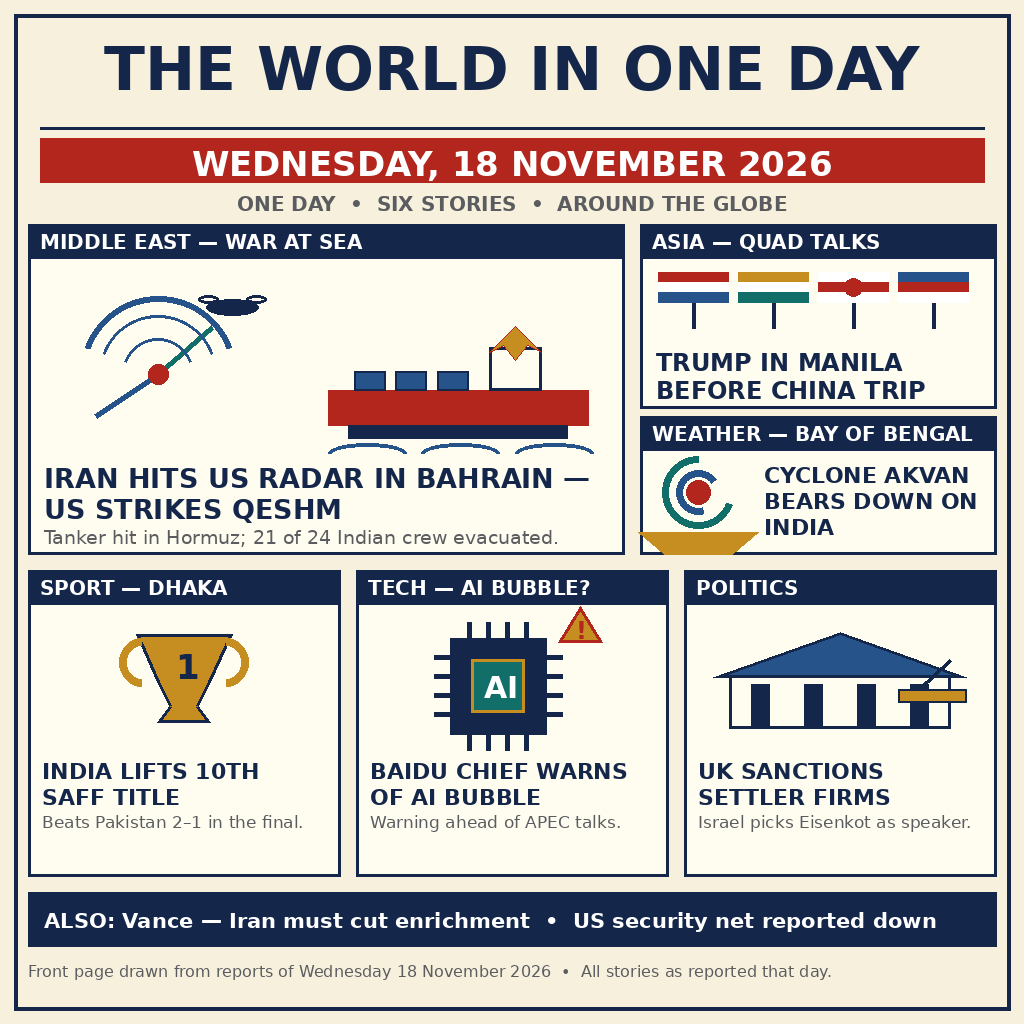 THE WORLD IN ONE DAY
WEDNESDAY, 18 NOVEMBER 2026
ONE DAY • SIX STORIES • AROUND THE GLOBE
MIDDLE EAST — WAR AT SEA
IRAN HITS US RADAR IN BAHRAIN —
US STRIKES QESHM
Tanker hit in Hormuz; 21 of 24 Indian crew evacuated.
ASIA — QUAD TALKS
TRUMP IN MANILA
BEFORE CHINA TRIP
WEATHER — BAY OF BENGAL
CYCLONE AKVAN
BEARS DOWN ON
INDIA
SPORT — DHAKA
1
INDIA LIFTS 10TH
SAFF TITLE
Beats Pakistan 2–1 in the final.
TECH — AI BUBBLE?
!
AI
BAIDU CHIEF WARNS
OF AI BUBBLE
Warning ahead of APEC talks.
POLITICS
UK SANCTIONS
SETTLER FIRMS
Israel picks Eisenkot as speaker.
ALSO: Vance — Iran must cut enrichment • US security net reported down
Front page drawn from reports of Wednesday 18 November 2026 • All stories as reported that day.